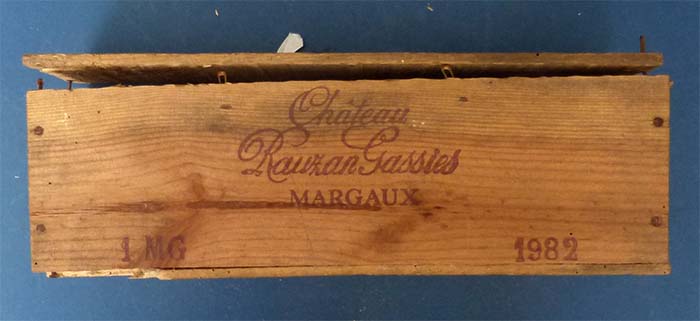 Château
Rauzan Gassies
MARGAUX
1 MG 1982